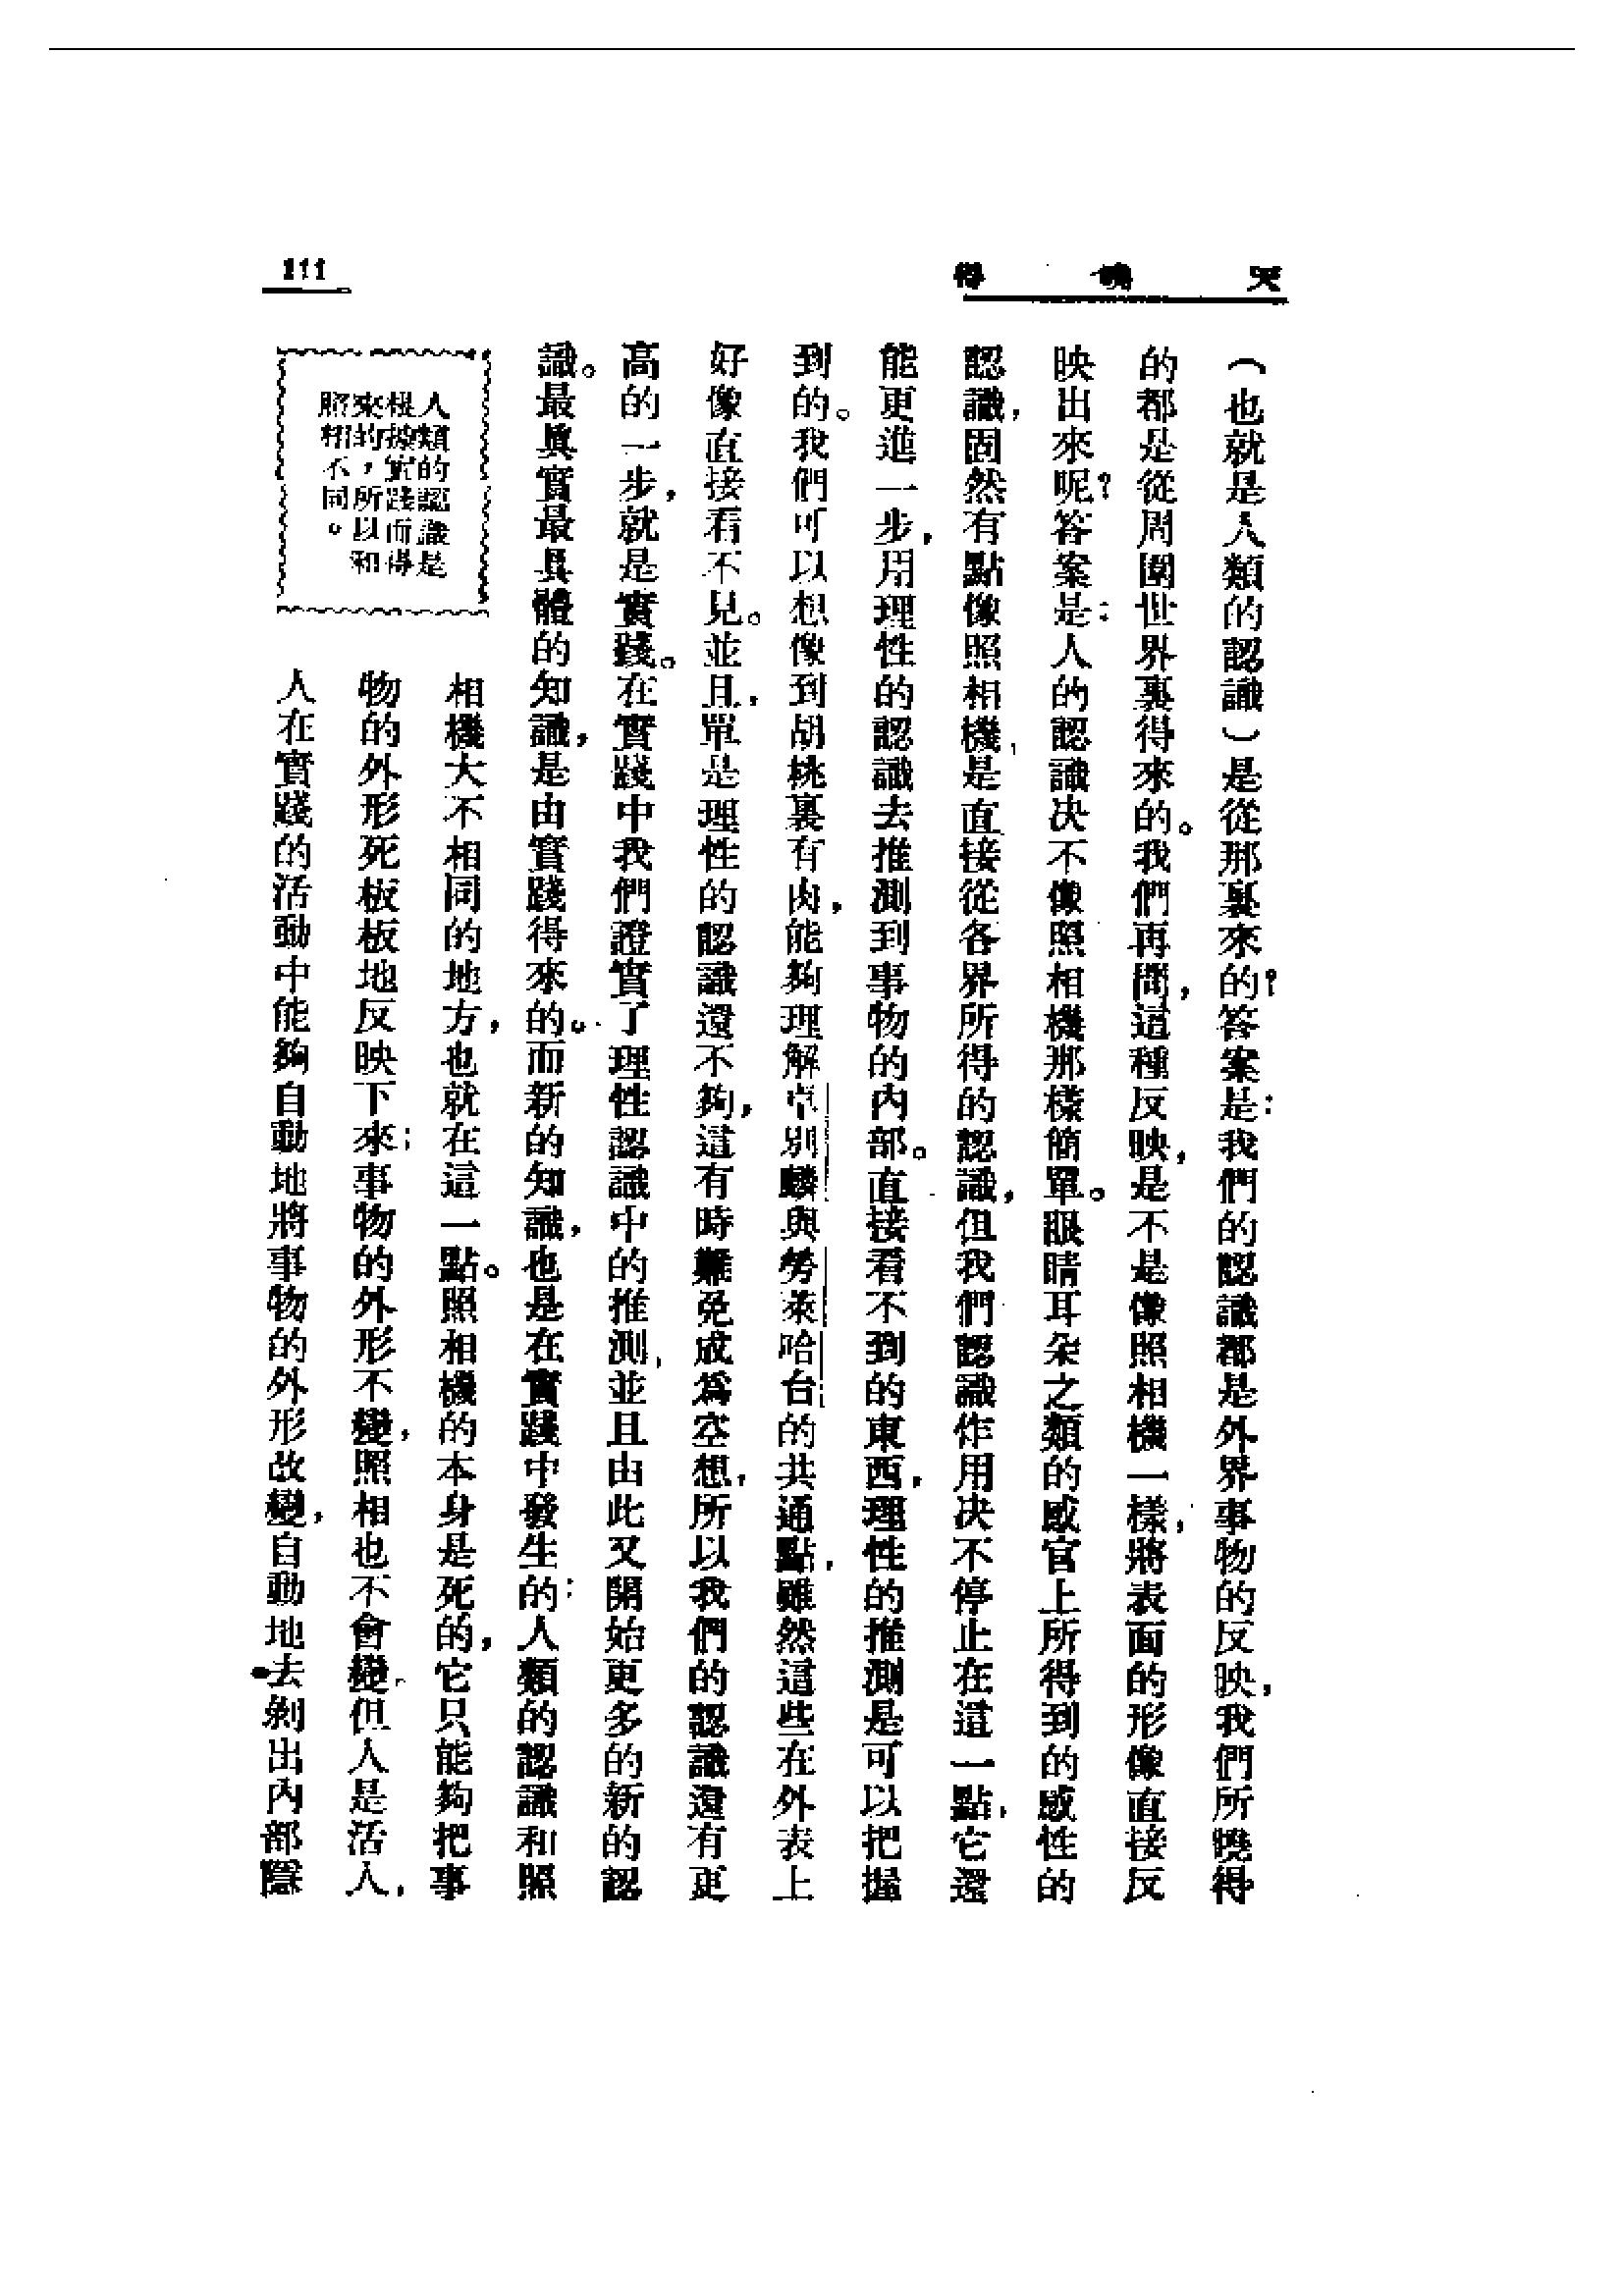 天曉得
111
（也就是人類的認識）是從那裏來的？答案是：我們的認識都是外界事物的反映，我們所曉得
的都是從周圍世界裏得來的。我們再問，這種反映，是不是像照相機一樣，將表面的形像直接反
映出來呢？答案是：人的認識决不像照相機那樣簡單。眼睛耳朵之類的感官上所得到的感性的
認識，固然有點像照相機，是直接從各界所得的認識，但我們認識作用决不停止在這一點，它還
能更進一步，用理性的認識去推測到事物的內部。直接看不到的東西，理性的推測是可以把握
到的。我們可以想像到胡桃裏有肉，能夠理解卓別麟與勞萊哈台的共通點，雖然這些在外表上
好像直接看不見。並且，單是理性的認識還不夠，這有時難免成為空想，所以我們的認識還有更
高的一步，就是實踐。在實踐中我們證實了理性認識中的推測，並且由此又開始更多的新的認
識。最眞實最具體的知識，是由實踐得來的。而新的知識，也是在實踐中發生的；人類的認識和照
人類的認識是
根據實踐而得
來的，所以和
照相不同。
相機大不相同的地方，也就在這一點。照相機的本身是死的，它只能夠把事
物的外形死板板地反映下來；事物的外形不變，照相也不會變，但人是活人，
人在實踐的活動中能夠自動地將事物的外形改變，自動地去剝出內部隱